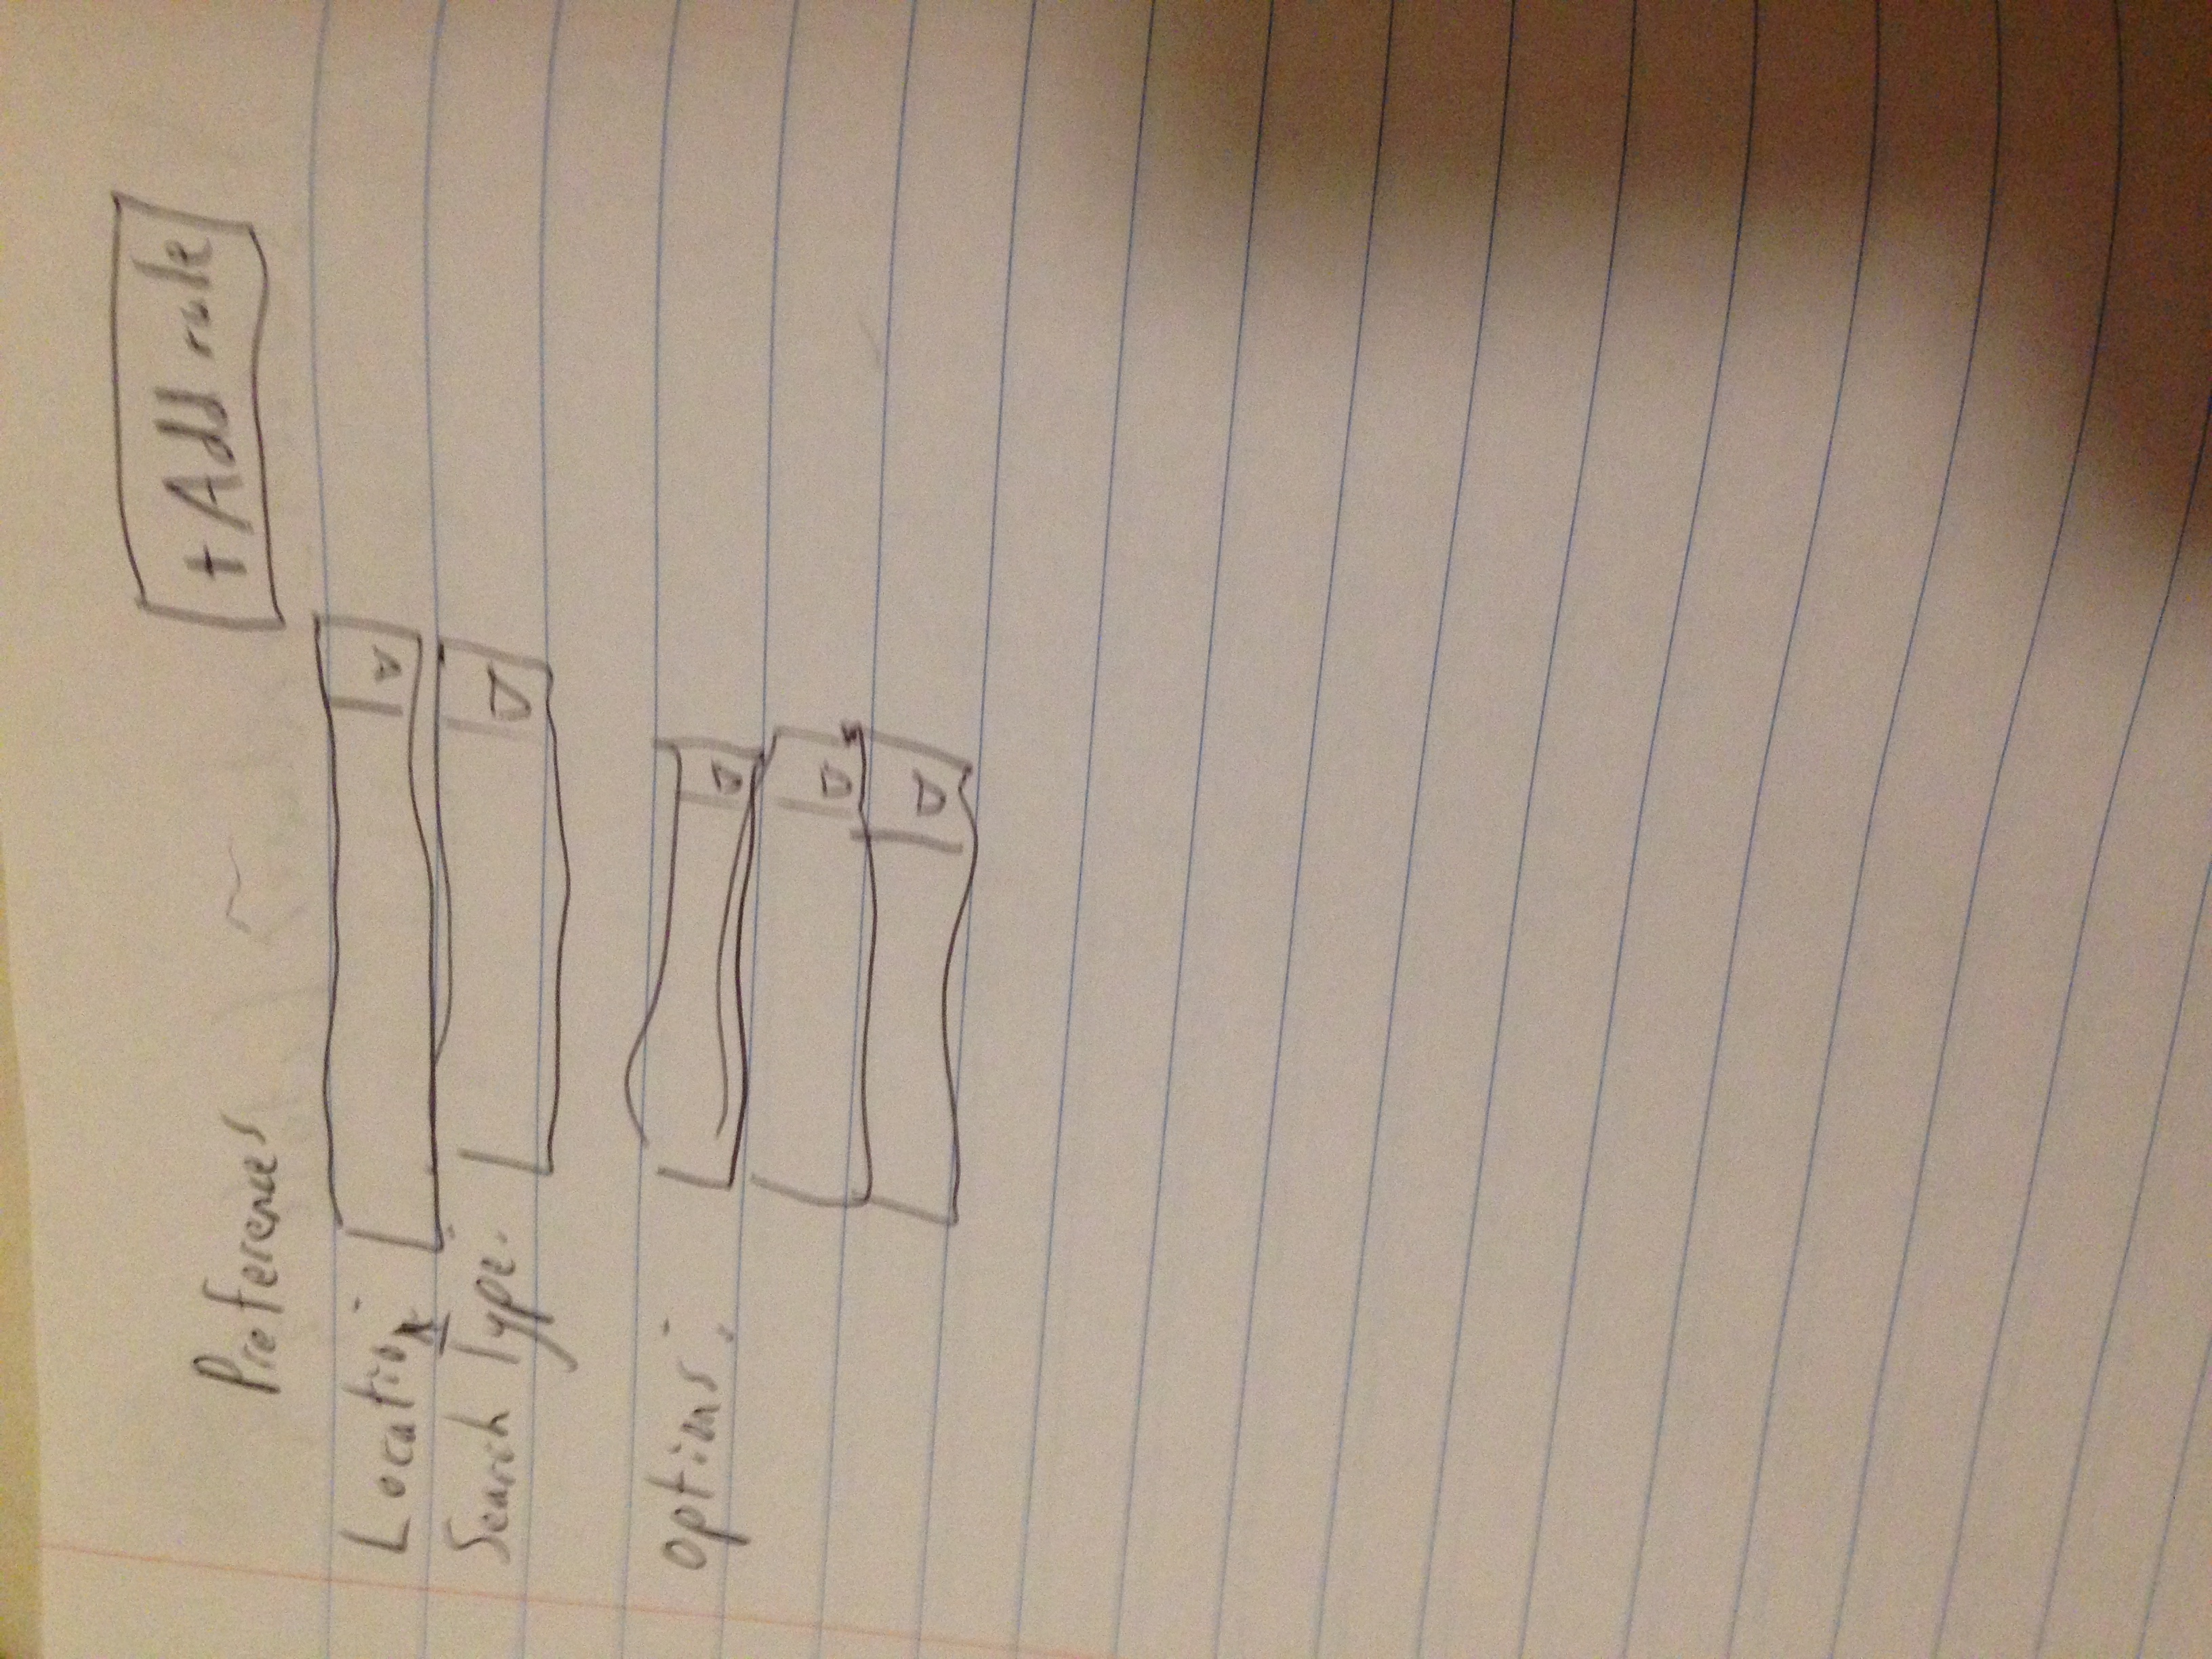 + Add rule
Preferences
Location:
Search Type:
options: